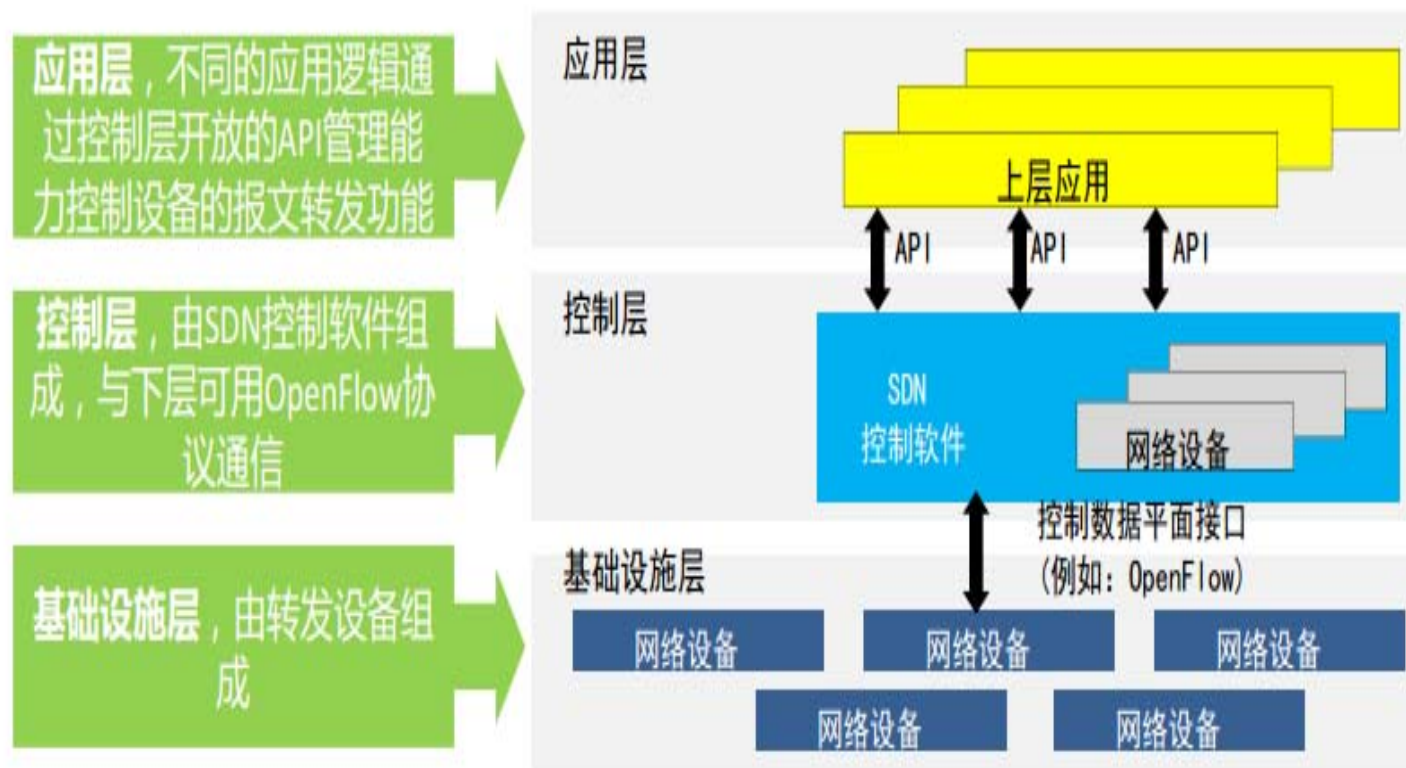 应用层，不同的应用逻辑通
过控制层开放的API管理能
力控制设备的报文转发功能
控制层，由SDN控制软件组
成，与下层可用OpenFlow协
议通信
基础设施层，由转发设备组
成
应用层
上层应用
API
API
API
控制层
SDN
控制软件
网络设备
控制数据平面接口
(例如：OpenFlow)
基础设施层
网络设备
网络设备
网络设备
网络设备
网络设备